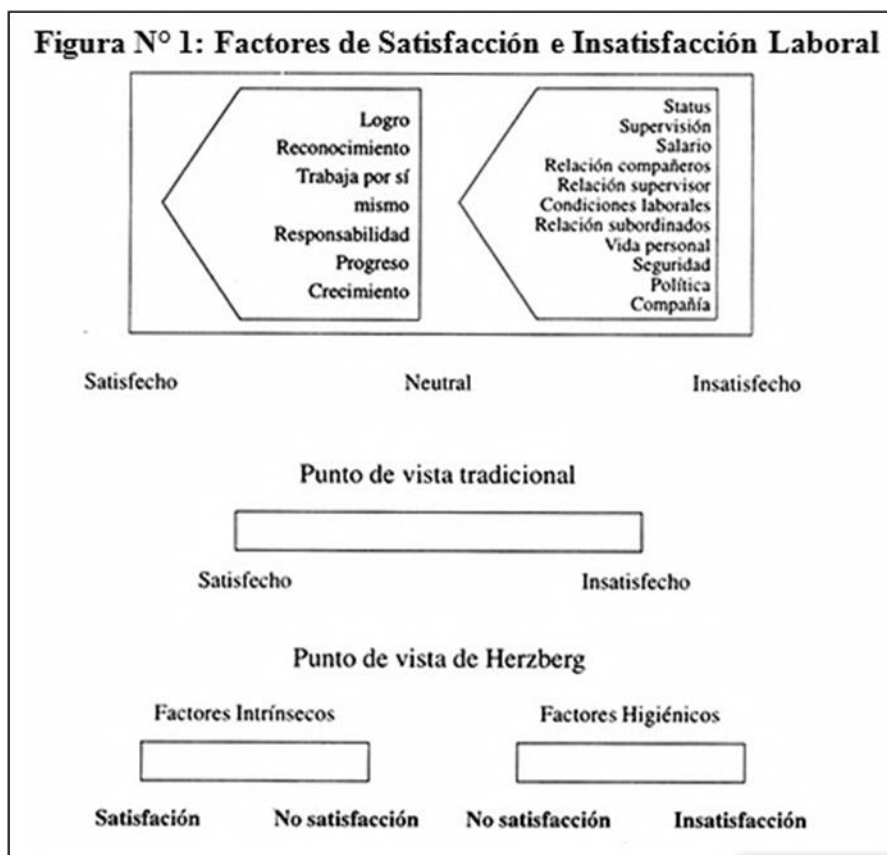 Figura N° 1: Factores de Satisfacción e Insatisfacción Laboral
Logro
Reconocimiento
Trabaja por sí
mismo
Responsabilidad
Progreso
Crecimiento
Status
Supervisión
Salario
Relación compañeros
Relación supervisor
Condiciones laborales
Relación subordinados
Vida personal
Seguridad
Política
Compañía
Satisfecho Neutral Insatisfecho
Punto de vista tradicional
Satisfecho Insatisfecho
Punto de vista de Herzberg
Factores Intrínsecos Factores Higiénicos
Satisfación No satisfacción No satisfacción Insatisfacción